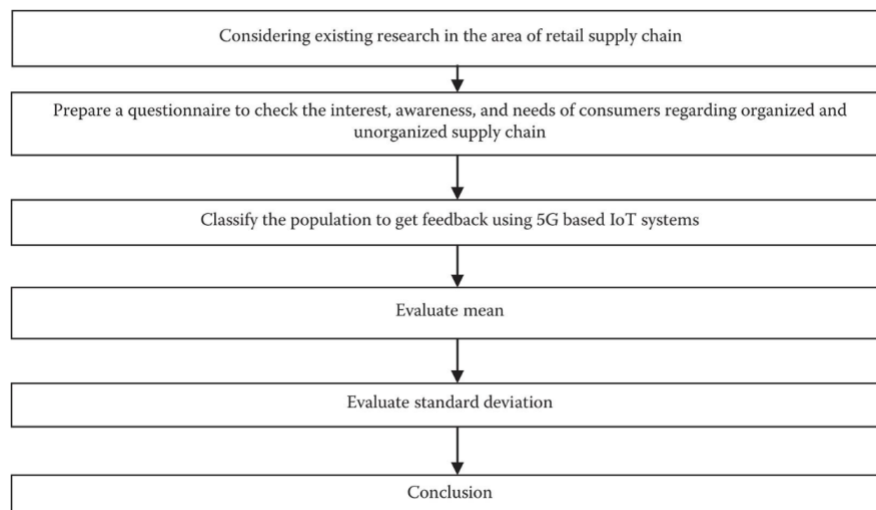 Considering existing research in the area of retail supply chain
Prepare a questionnaire to check the interest, awareness, and needs of consumers regarding organized and
unorganized supply chain
Classify the population to get feedback using 5G based IoT systems
Evaluate mean
Evaluate standard deviation
Conclusion